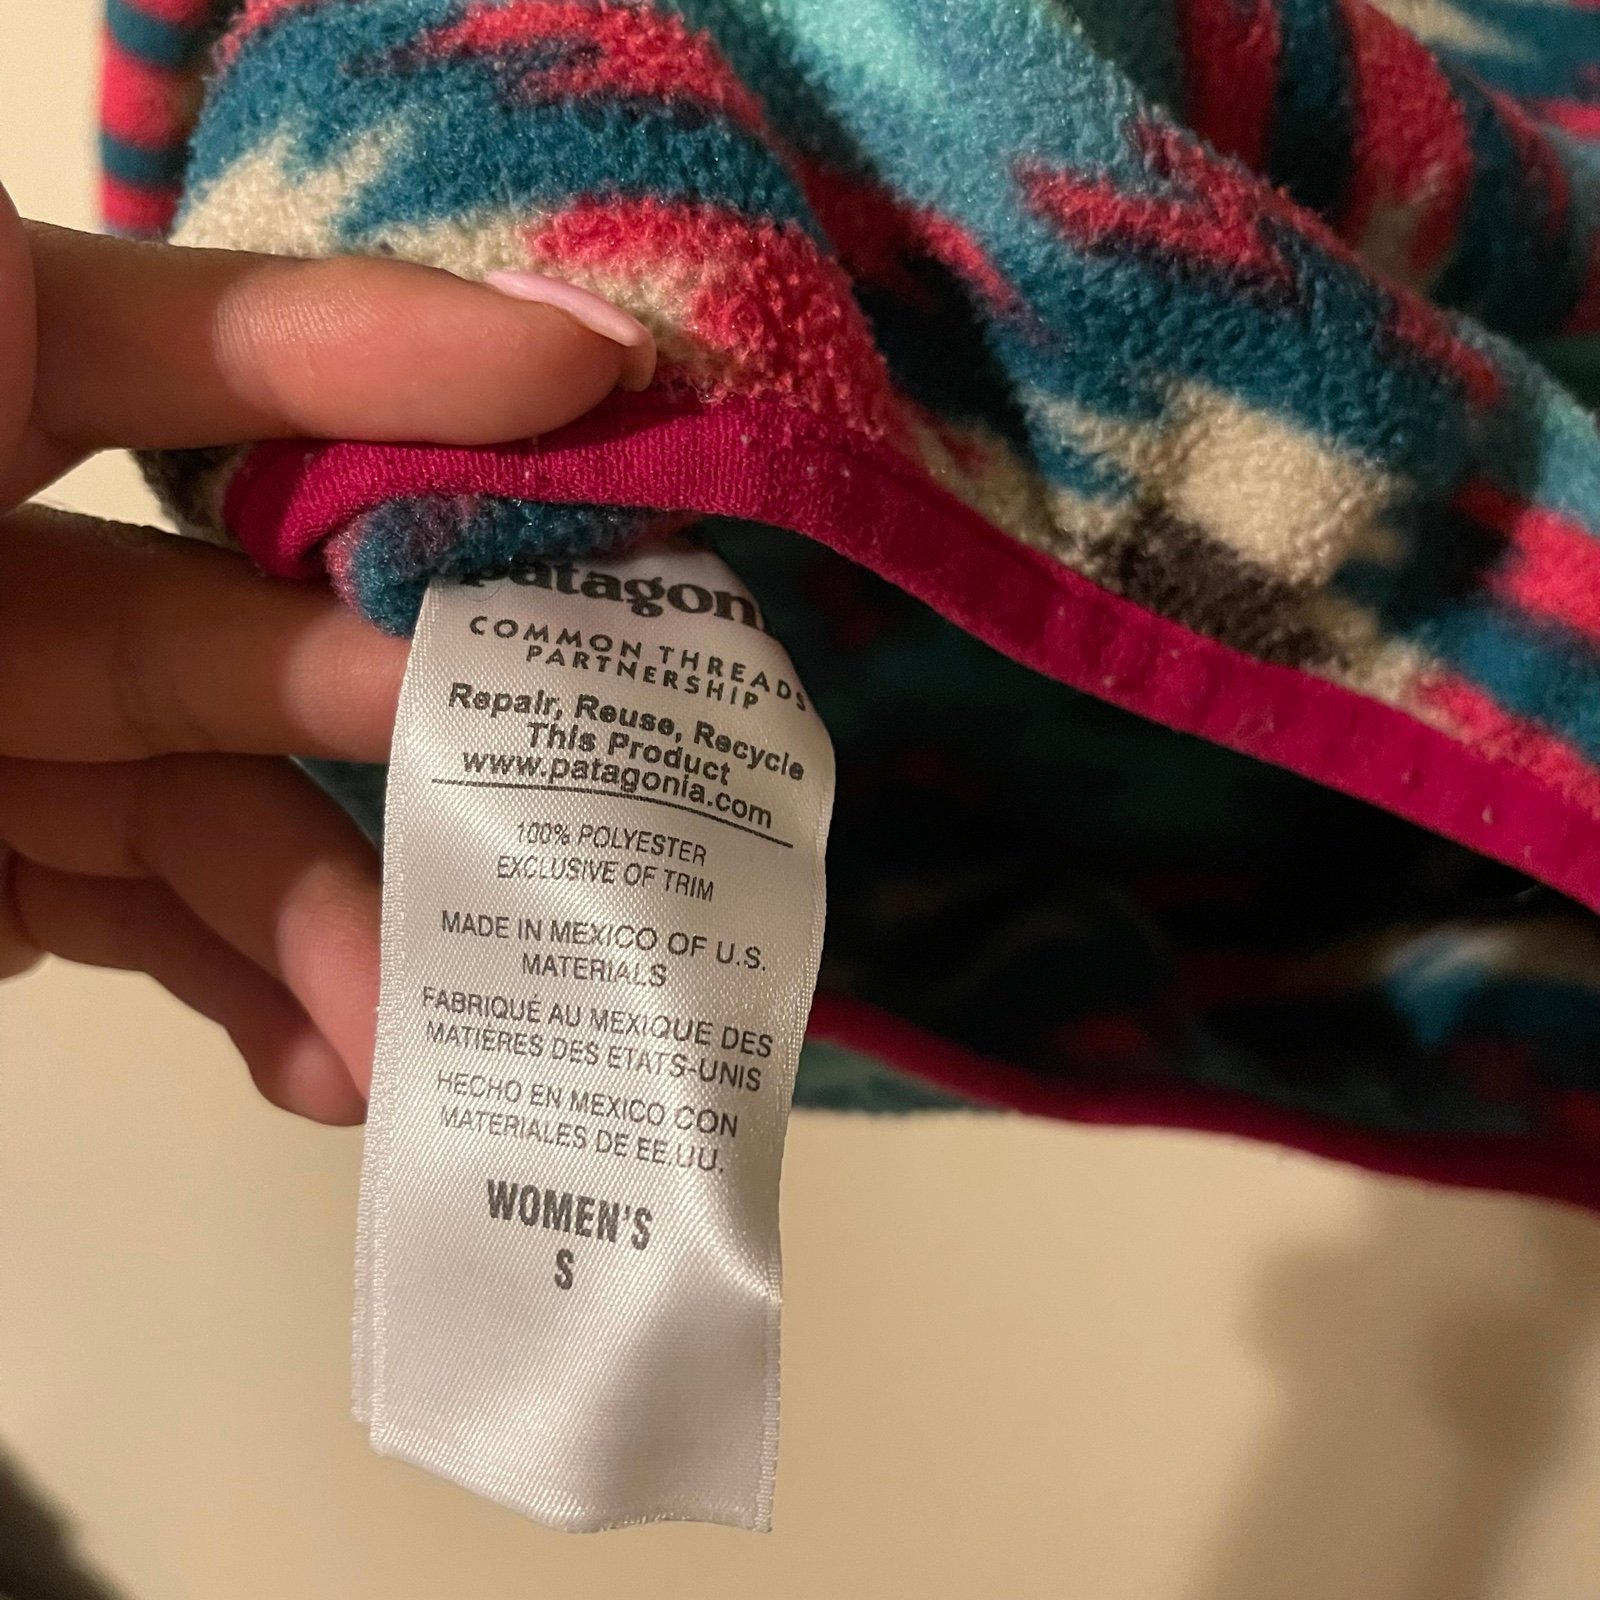 patagonia
COMMON THREADS
PARTNERSHIP
Repair, Reuse, Recycle
This Product
www.patagonia.com
100% POLYESTER
EXCLUSIVE OF TRIM
MADE IN MEXICO OF U.S.
MATERIALS
FABRIQUÉ AU MEXIQUE DES
MATIERES DES ETATS-UNIS
HECHO EN MEXICO CON
MATERIALES DE EE.UU.
WOMEN'S
S